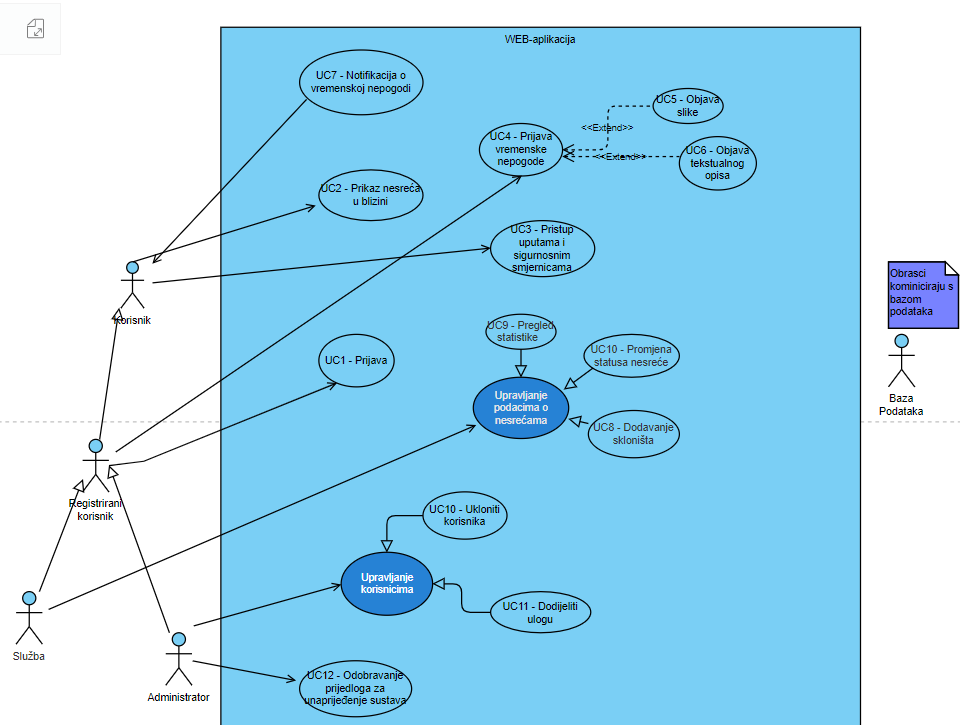 WEB-aplikacija
UC7 - Notifikacija o
vremenskoj nepogodi
UC5 - Objava
slike
<<Extend>>
UC4 - Prijava
vremenske
nepogode
<<Extend>>
UC6 - Objava
tekstualnog
opisa
UC2 - Prikaz nesreća
u blizini
UC3 - Pristup
uputama i
sigurnosnim
smjernicama
Korisnik
Obrasci
kominiciraju s
bazom
podataka
UC9 - Pregled
statistike
UC10 - Promjena
statusa nesreće
UC1 - Prijava
Upravljanje
podacima o
nesrećama
Baza
Podataka
UC8 - Dodavanje
skloništa
Registrirani
korisnik
UC10 - Ukloniti
korisnika
Upravljanje
korisnicima
UC11 - Dodijeliti
ulogu
Služba
Administrator
UC12 - Odobravanje
prijedloga za
unaprijeđenje sustava